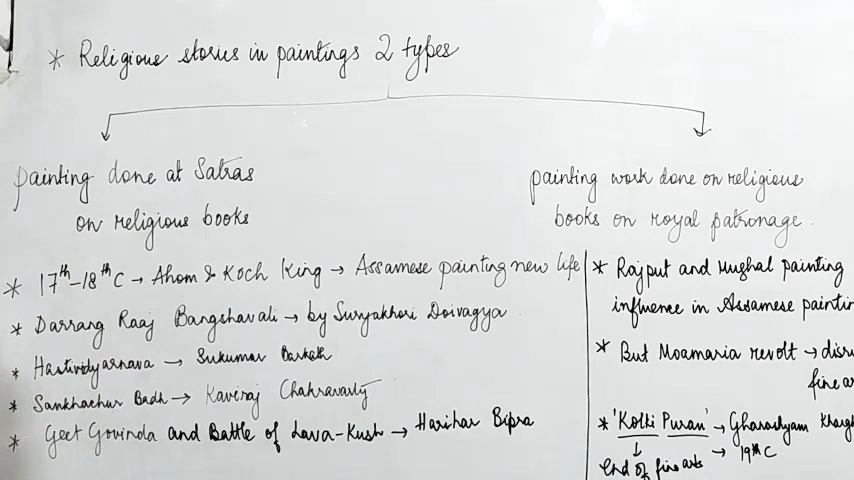 * Religious stories in paintings 2 types
painting done at Satras
on religious books
painting work done on religious
books on royal patronage.
* 17th-18th C → Ahom & Koch King → Assamese painting new life
* Darrang Raaj Bangshavali → by Suryakhori Doivagya.
* Hastividyarnava → Sukumar Barkath
* Sankhachur Badh → Kaviraj Chakravarty
* Geet Govinda and Battle of Lava-Kush → Harihar Bipra
* Rajput and Mughal painting
influence in Assamese paintin
* But Moamaria revolt → disru
fine ar
* 'Kolki Puran' → Gharashyam Khargh
↓
end of fine arts → 19th C